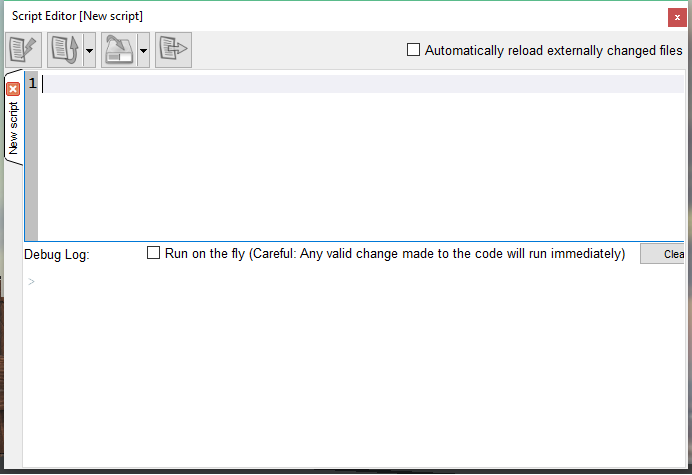 Script Editor [New script]
x
Automatically reload externally changed files
New script
1
Debug Log:
Run on the fly (Careful: Any valid change made to the code will run immediately)
Clea
>